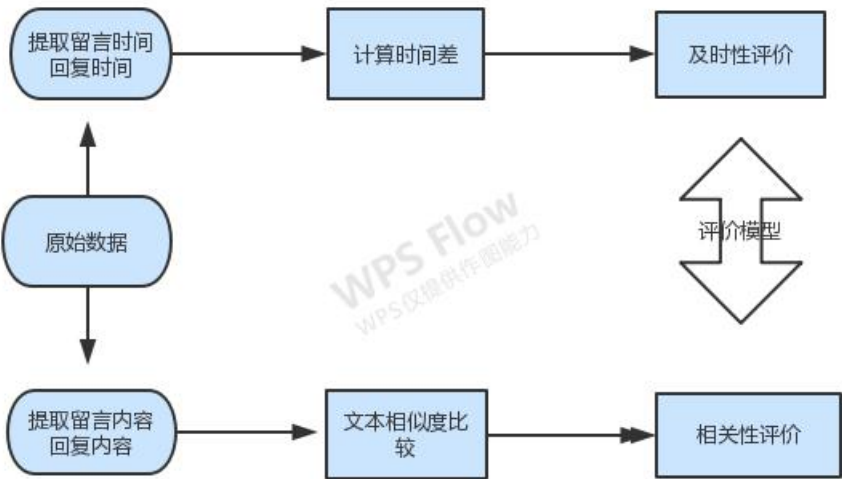 提取留言时间
回复时间
计算时间差
及时性评价
原始数据
WPS Flow
WPS仅提供作图能力
评价模型
提取留言内容
回复内容
文本相似度比
较
相关性评价